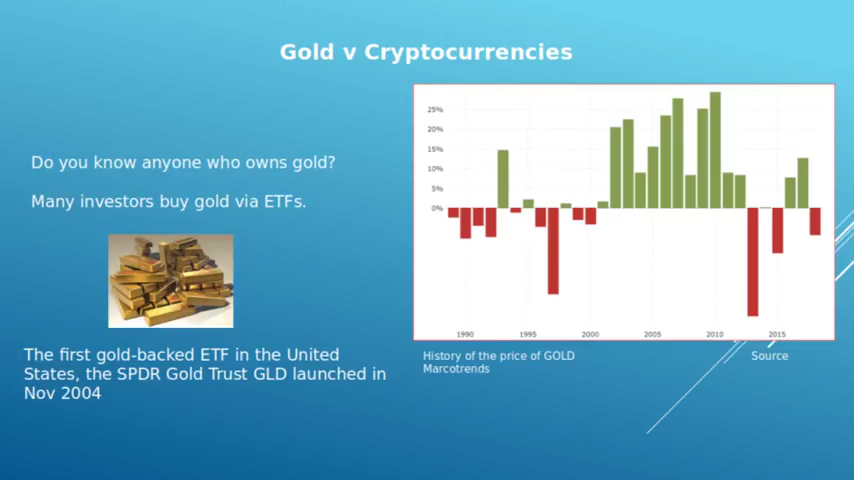 Gold v Cryptocurrencies
Do you know anyone who owns gold?
Many investors buy gold via ETFs.
The first gold-backed ETF in the United
States, the SPDR Gold Trust GLD launched in
Nov 2004
25%
20%
15%
10%
5%
0%
1990 1995 2000 2005 2010 2015
History of the price of GOLD Source
Marcotrends